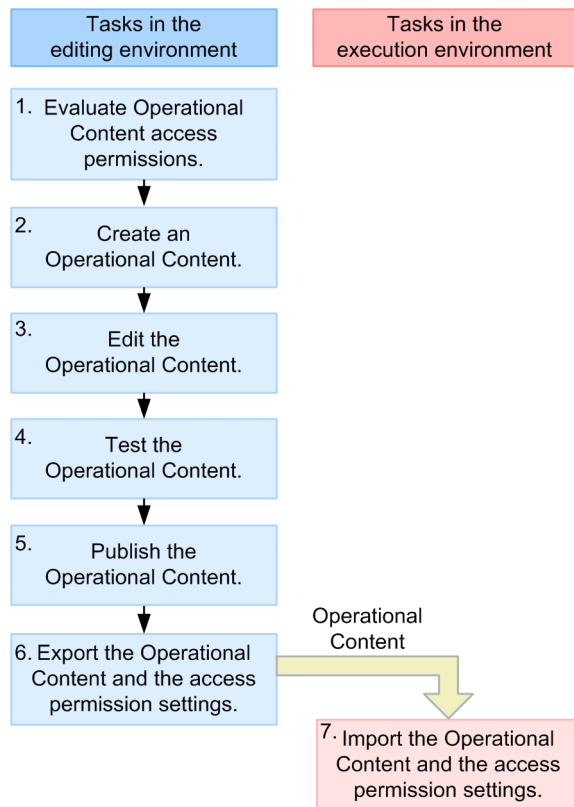 Tasks in the
editing environment
Tasks in the
execution environment
1. Evaluate Operational
Content access
permissions.
2. Create an
Operational Content.
3. Edit the
Operational Content.
4. Test the
Operational Content.
5. Publish the
Operational Content.
6. Export the Operational
Content and the access
permission settings.
Operational
Content
7. Import the Operational
Content and the access
permission settings.